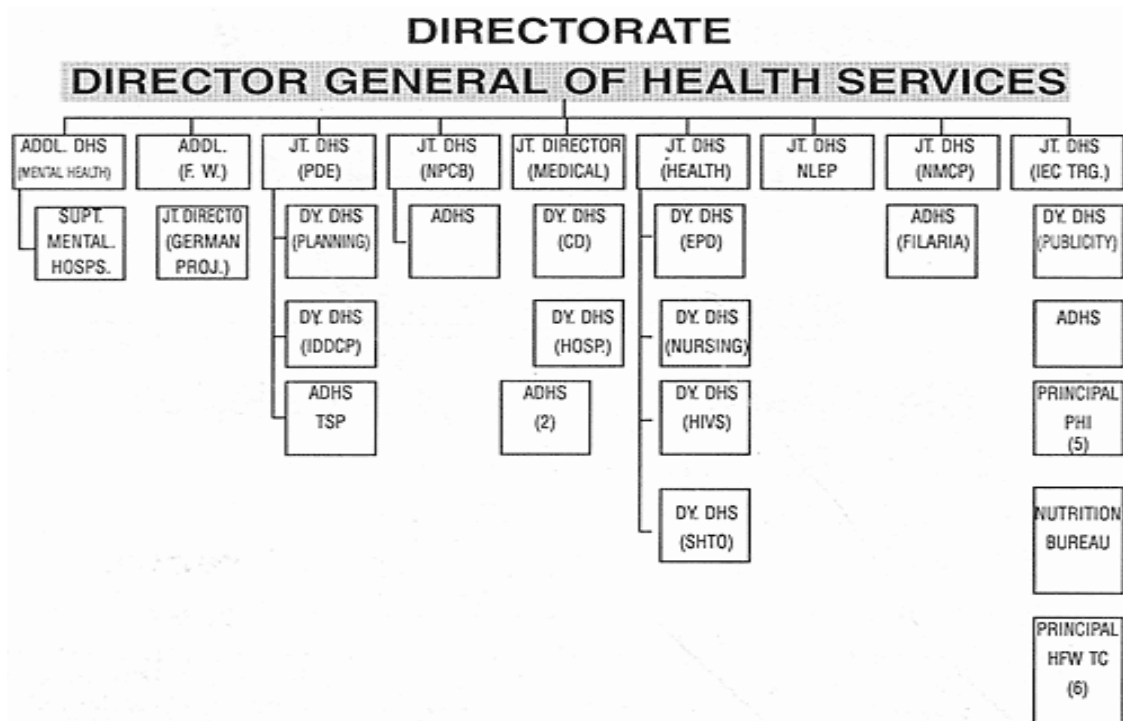 DIRECTORATE
DIRECTOR GENERAL OF HEALTH SERVICES
ADDL. DHS
(MENTAL HEALTH)
SUPT.
MENTAL.
HOSPS.
ADDL.
(F. W.)
JT. DIRECTO
(GERMAN
PROJ.)
JT. DHS
(PDE)
DY. DHS
(PLANNING)
DY. DHS
(IDDCP)
ADHS
TSP
JT. DHS
(NPCB)
ADHS
JT. DIRECTOR
(MEDICAL)
DY. DHS
(CD)
DY. DHS
(HOSP.)
ADHS
(2)
JT. DHS
(HEALTH)
DY. DHS
(EPD)
DY. DHS
(NURSING)
DY. DHS
(HIVS)
DY. DHS
(SHTO)
JT. DHS
NLEP
JT. DHS
(NMCP)
ADHS
(FILARIA)
JT. DHS
(IEC TRG.)
DY. DHS
(PUBLICITY)
ADHS
PRINCIPAL
PHI
(5)
NUTRITION
BUREAU
PRINCIPAL
HFW TC
(6)